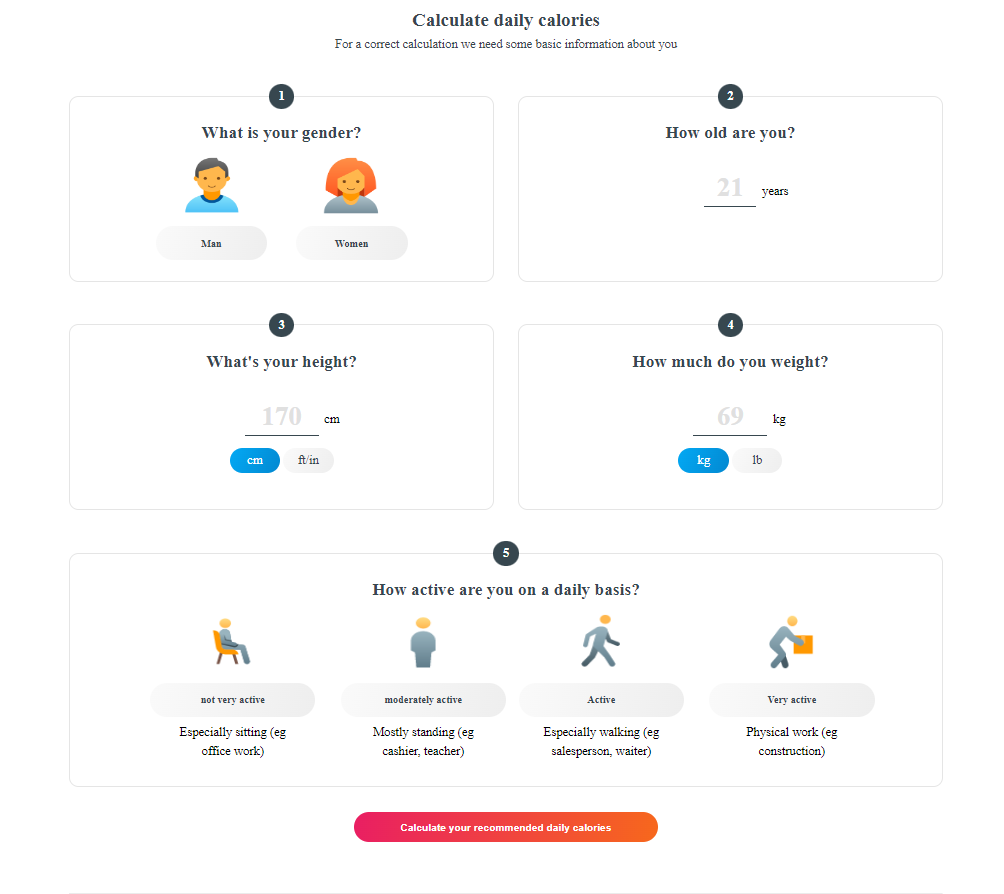 Calculate daily calories
For a correct calculation we need some basic information about you
1
What is your gender?
Man
Women
2
How old are you?
21 years
3
What's your height?
170 cm
cm
ft/in
4
How much do you weight?
69 kg
kg
lb
5
How active are you on a daily basis?
not very active
Especially sitting (eg
office work)
moderately active
Mostly standing (eg
cashier, teacher)
Active
Especially walking (eg
salesperson, waiter)
Very active
Physical work (eg
construction)
Calculate your recommended daily calories